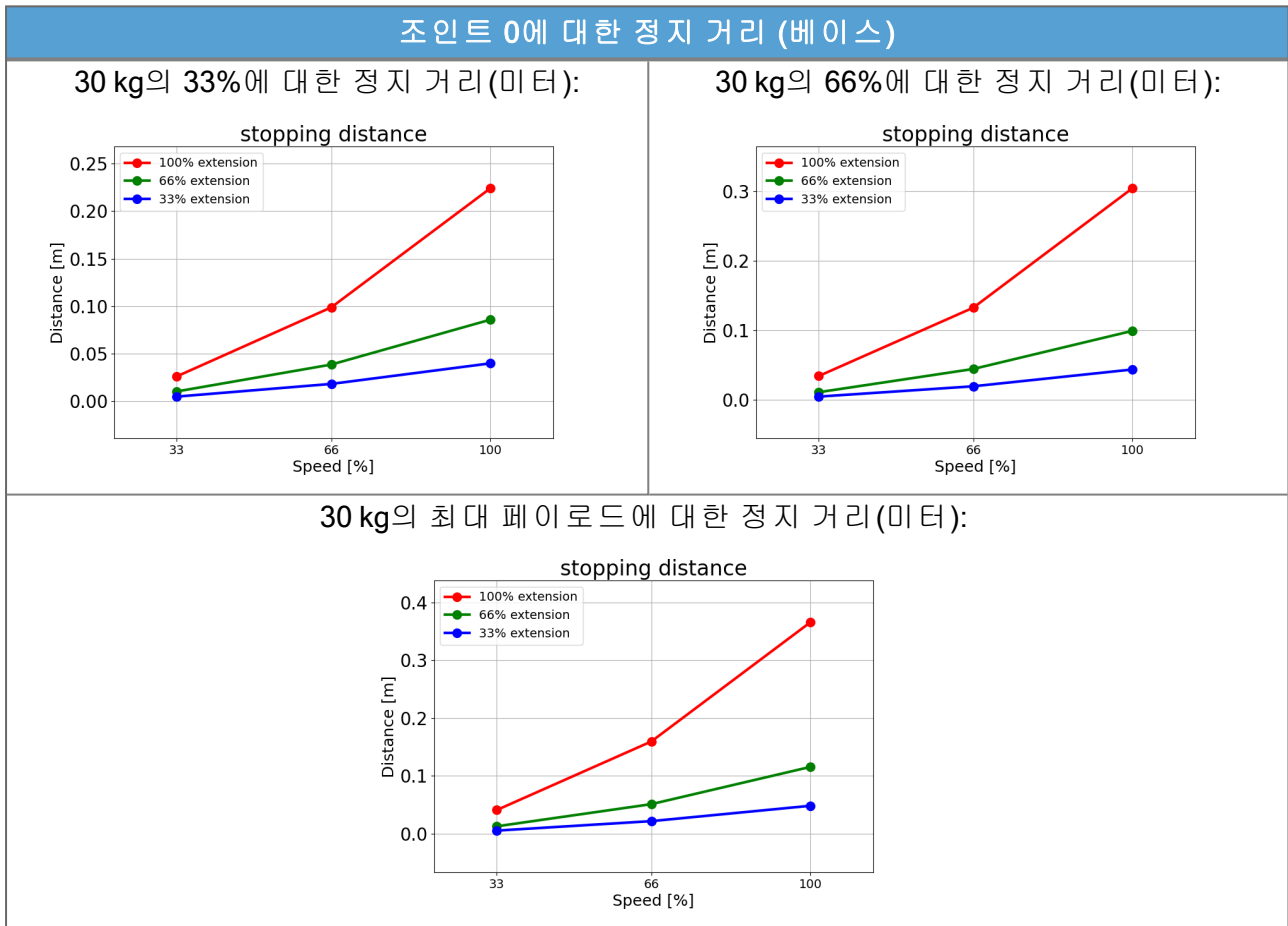 조인트 0에 대한 정지 거리 (베이스)
30 kg의 33%에 대한 정지 거리(미터):
stopping distance
100% extension
66% extension
33% extension
0.25
0.20
0.15
0.10
0.05
0.00
Distance [m]
33 66 100
Speed [%]
30 kg의 66%에 대한 정지 거리(미터):
stopping distance
100% extension
66% extension
33% extension
0.3
0.2
0.1
0.0
Distance [m]
33 66 100
Speed [%]
30 kg의 최대 페이로드에 대한 정지 거리(미터):
stopping distance
100% extension
66% extension
33% extension
0.4
0.3
0.2
0.1
0.0
Distance [m]
33 66 100
Speed [%]